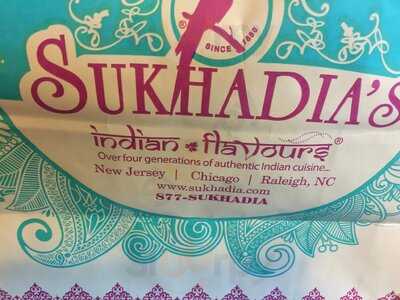 ®
SINCE 1885
SUKHADIA'S
indian flavours®
Over four generations of authentic Indian cuisine...
New Jersey | Chicago | Raleigh, NC
www.sukhadia.com
877-SUKHADIA